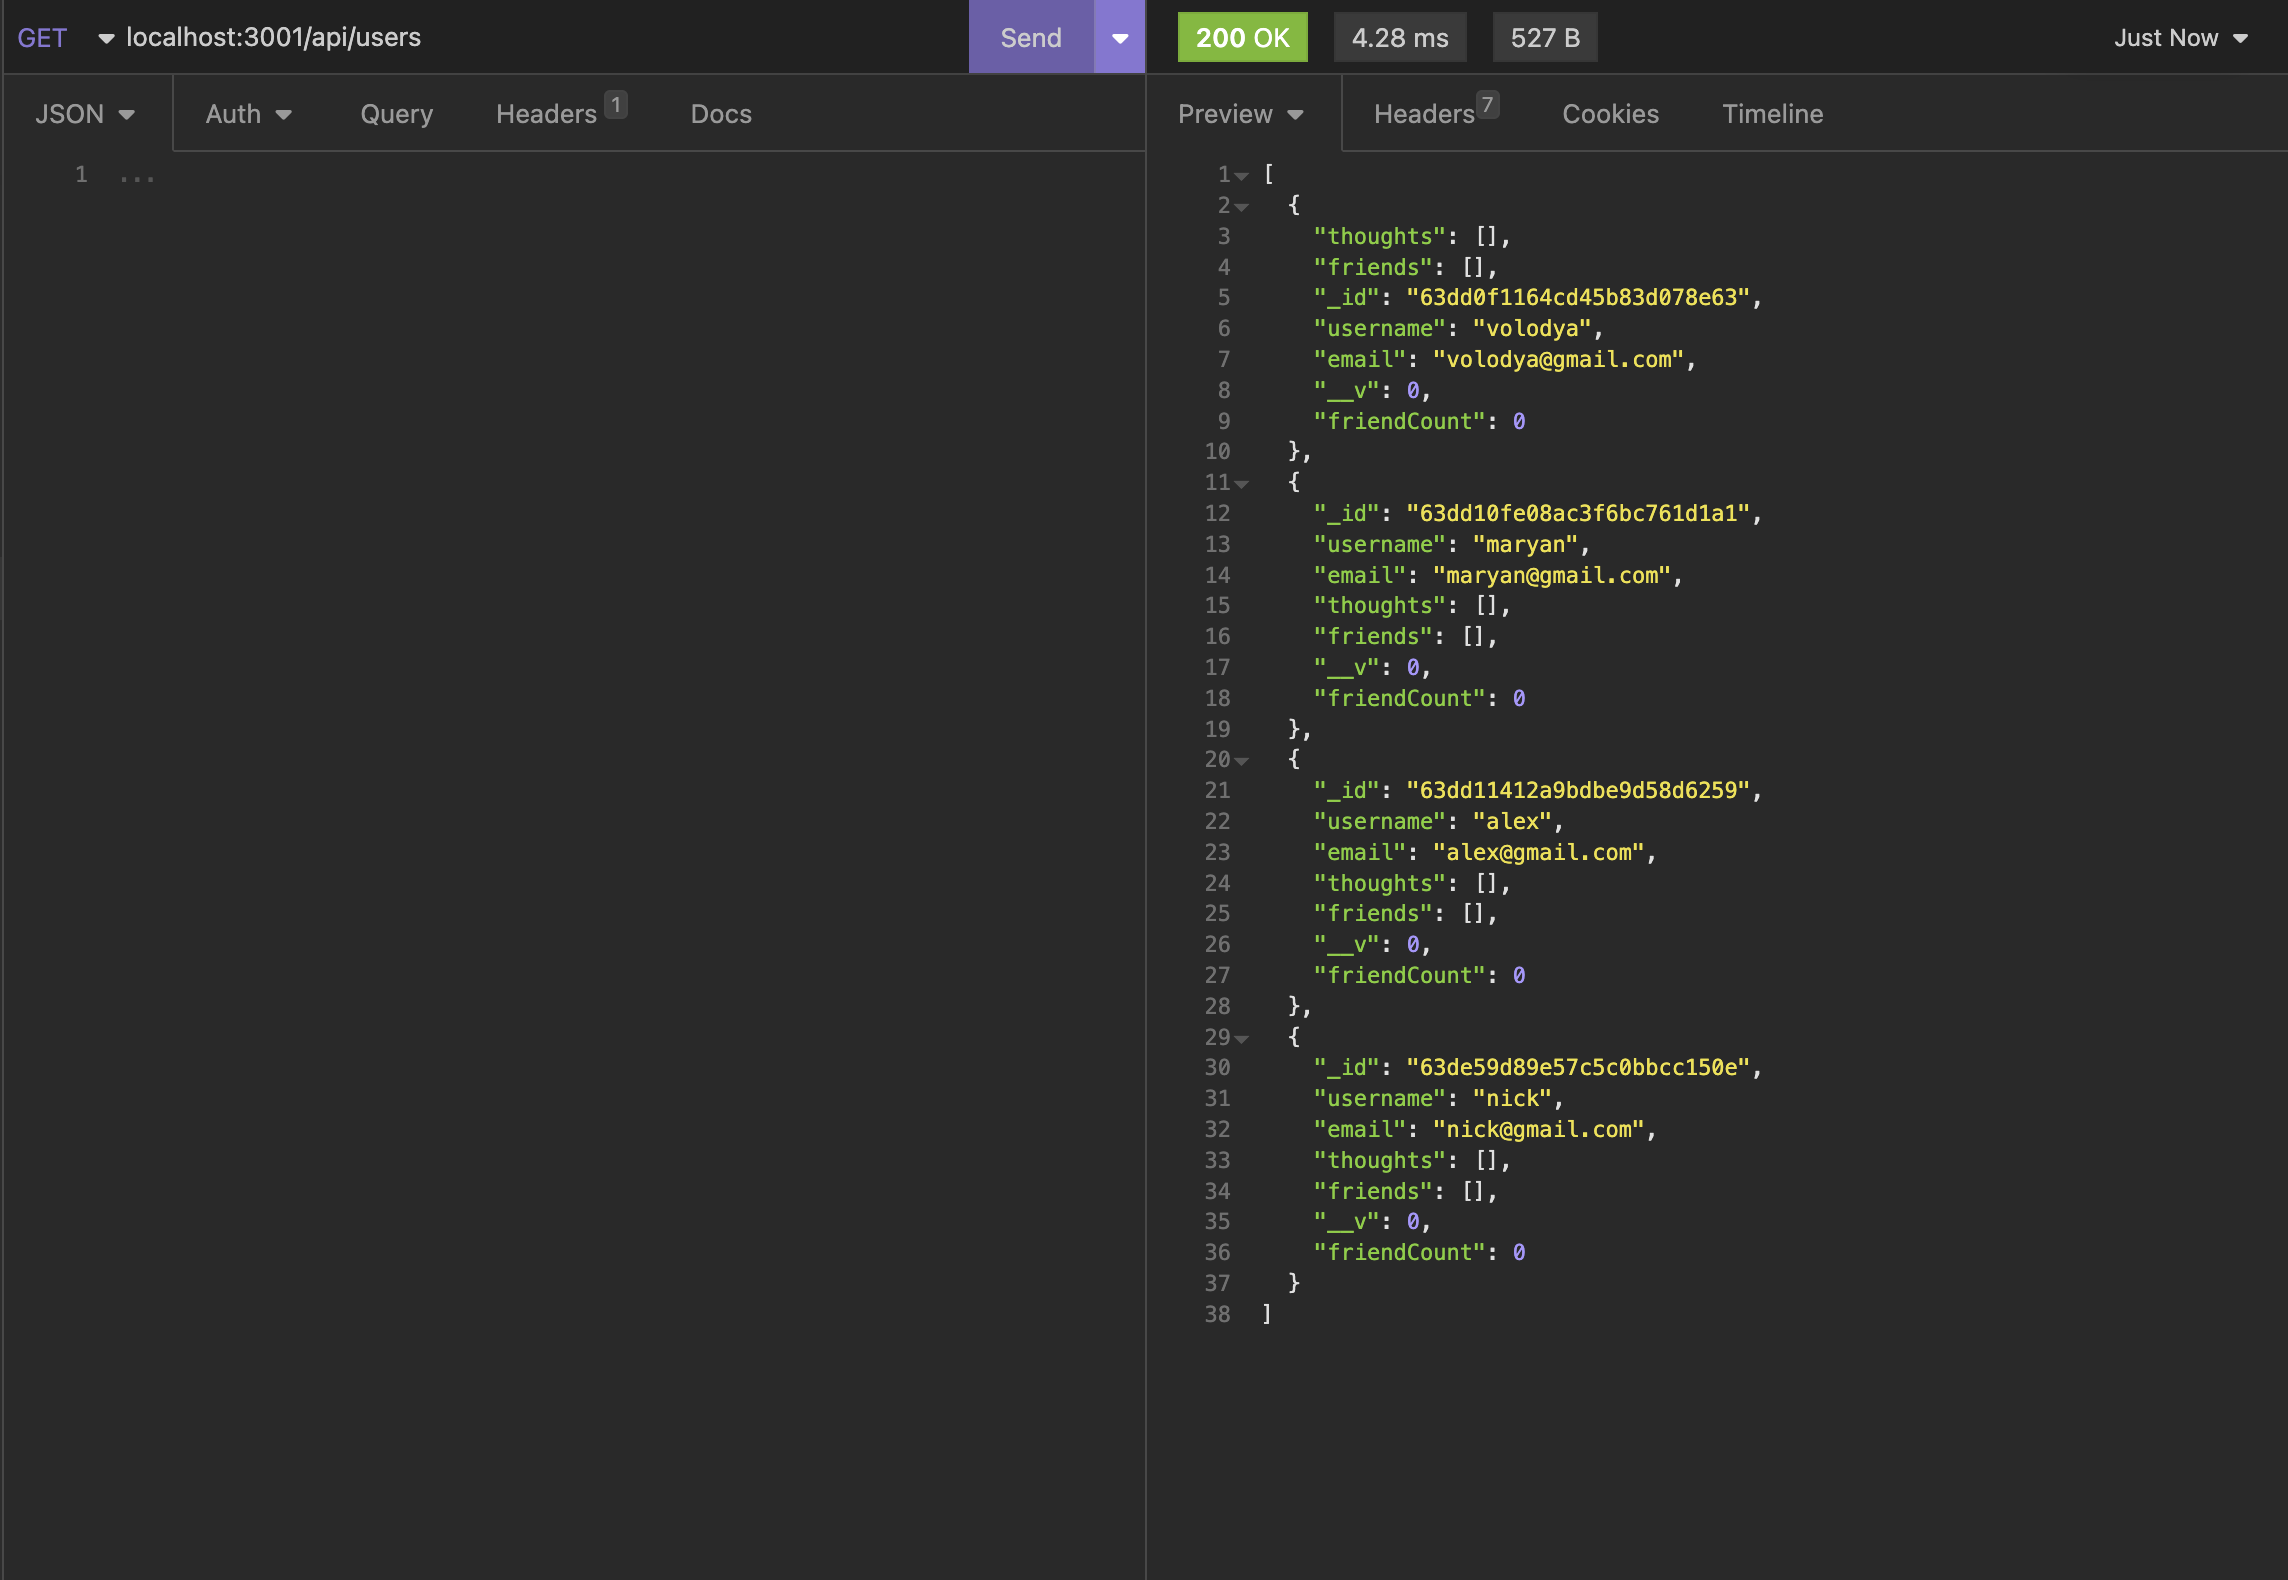 GET localhost:3001/api/users Send 200 OK 4.28 ms 527 B Just Now
JSON Auth Query Headers 1 Docs
1 ...
Preview Headers 7 Cookies Timeline
1 [
2 {
3 "thoughts": [],
4 "friends": [],
5 "_id": "63dd0f1164cd45b83d078e63",
6 "username": "volodya",
7 "email": "volodya@gmail.com",
8 "__v": 0,
9 "friendCount": 0
10 },
11 {
12 "_id": "63dd10fe08ac3f6bc761d1a1",
13 "username": "maryan",
14 "email": "maryan@gmail.com",
15 "thoughts": [],
16 "friends": [],
17 "__v": 0,
18 "friendCount": 0
19 },
20 {
21 "_id": "63dd11412a9bdbe9d58d6259",
22 "username": "alex",
23 "email": "alex@gmail.com",
24 "thoughts": [],
25 "friends": [],
26 "__v": 0,
27 "friendCount": 0
28 },
29 {
30 "_id": "63de59d89e57c5c0bbcc150e",
31 "username": "nick",
32 "email": "nick@gmail.com",
33 "thoughts": [],
34 "friends": [],
35 "__v": 0,
36 "friendCount": 0
37 }
38 ]